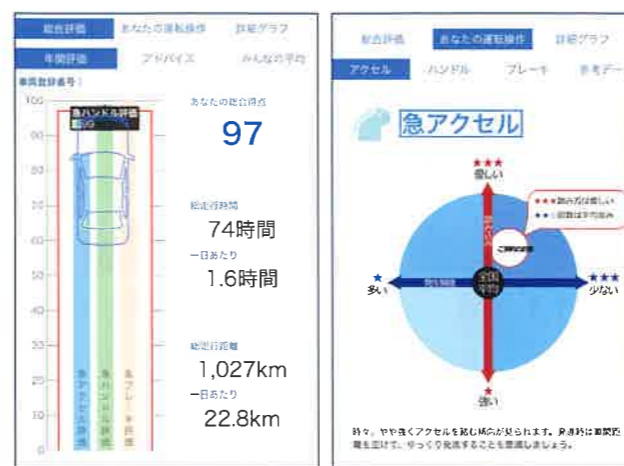 総合評価 あなたの運転操作 詳細グラフ
年間評価 アドバイス みんなの平均
車両登録番号：
100
急ハンドル評価
90
80
70
60
50
40
30
20
10
0
急アクセル評価
急ハンドル評価
急ブレーキ評価
あなたの総合得点
97
総走行時間
74時間
一日あたり
1.6時間
総走行距離
1,027km
一日あたり
22.8km
総合評価 あなたの運転操作 詳細グラフ
アクセル ハンドル ブレーキ 参考デー
急アクセル
★★★
優しい
★★★踏み方は優しい
★★☆回数は平均並み
全国
平均
★
多い
★★★
少ない
★
強い
時々、やや強くアクセルを踏む傾向が見られます。発進時は車間距
離を空けて、ゆっくり発進することを意識しましょう。